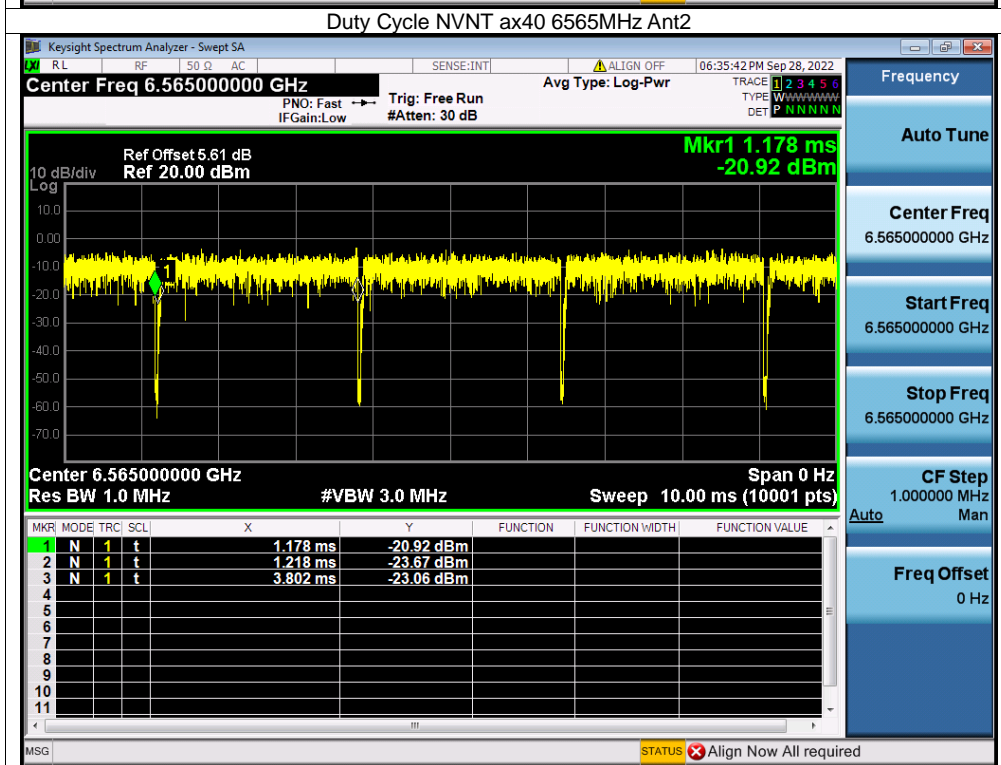 Duty Cycle NVNT ax40 6565MHz Ant2
Keysight Spectrum Analyzer - Swept SA
LXI RL RF 50 Ω AC SENSE:INT ALIGN OFF 06:35:42 PM Sep 28, 2022
Center Freq 6.565000000 GHz
PNO: Fast
IFGain:Low
Trig: Free Run
#Atten: 30 dB
Avg Type: Log-Pwr
TRACE 1 2 3 4 5 6
TYPE WWWWWW
DET P N N N N N
Ref Offset 5.61 dB
Ref 20.00 dBm
10 dB/div
Log
Mkr1 1.178 ms
-20.92 dBm
10.0
0.00
-10.0
-20.0
-30.0
-40.0
-50.0
-60.0
-70.0
1
Center 6.565000000 GHz Span 0 Hz
Res BW 1.0 MHz #VBW 3.0 MHz Sweep 10.00 ms (10001 pts)
MKR MODE TRC SCL X Y FUNCTION FUNCTION WIDTH FUNCTION VALUE
1 N 1 t 1.178 ms -20.92 dBm
2 N 1 t 1.218 ms -23.67 dBm
3 N 1 t 3.802 ms -23.06 dBm
4
5
6
7
8
9
10
11
MSG STATUS Align Now All required
Frequency
Auto Tune
Center Freq
6.565000000 GHz
Start Freq
6.565000000 GHz
Stop Freq
6.565000000 GHz
CF Step
1.000000 MHz
Auto Man
Freq Offset
0 Hz